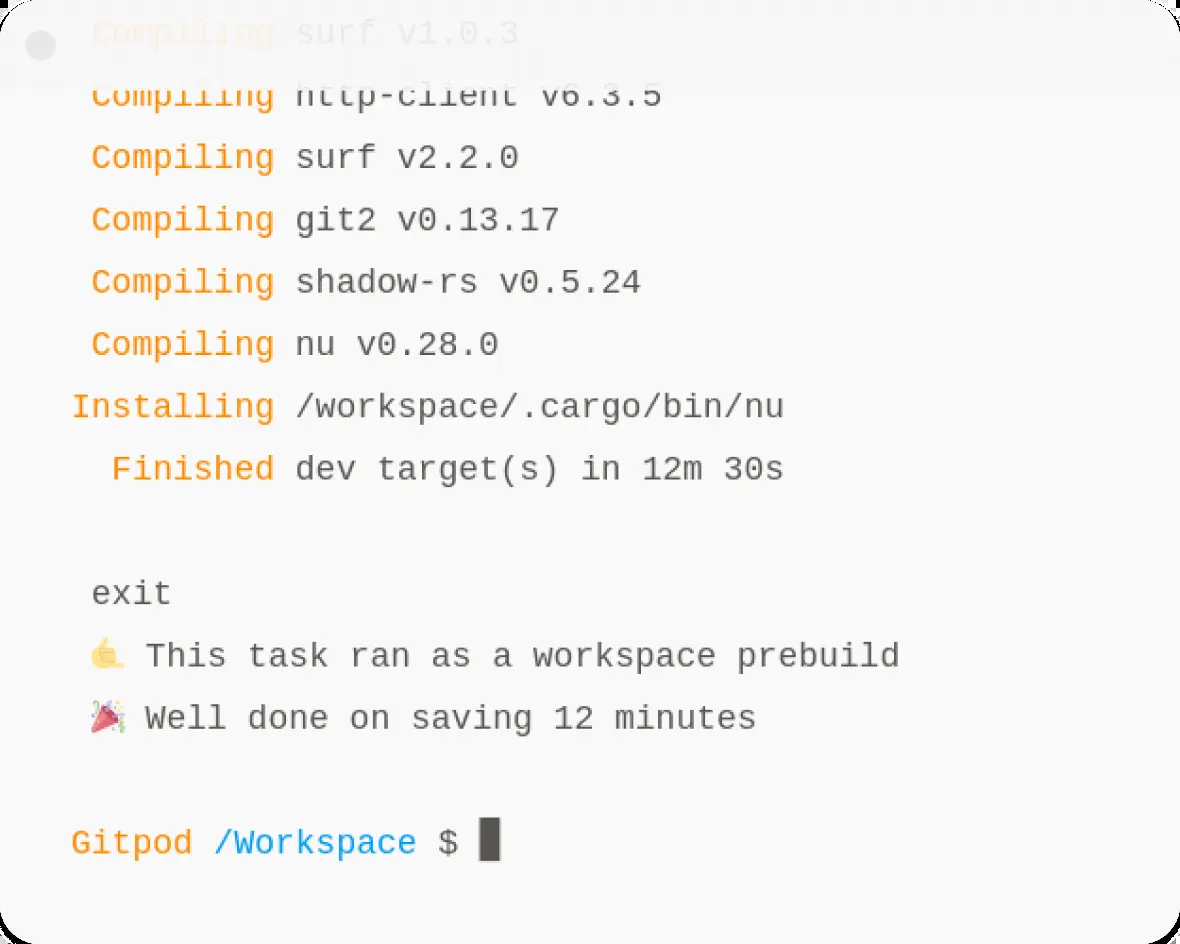 Compiling surf v1.0.3
Compiling http-client v6.3.5
Compiling surf v2.2.0
Compiling git2 v0.13.17
Compiling shadow-rs v0.5.24
Compiling nu v0.28.0
Installing /workspace/.cargo/bin/nu
Finished dev target(s) in 12m 30s
exit
🤙 This task ran as a workspace prebuild
🎉 Well done on saving 12 minutes
Gitpod /Workspace $